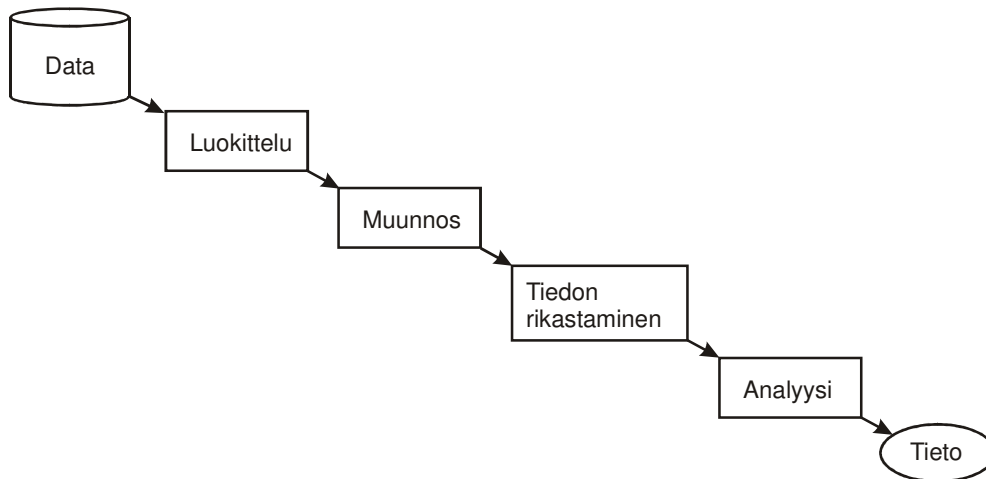 Data
Luokittelu
Muunnos
Tiedon
rikastaminen
Analyysi
Tieto